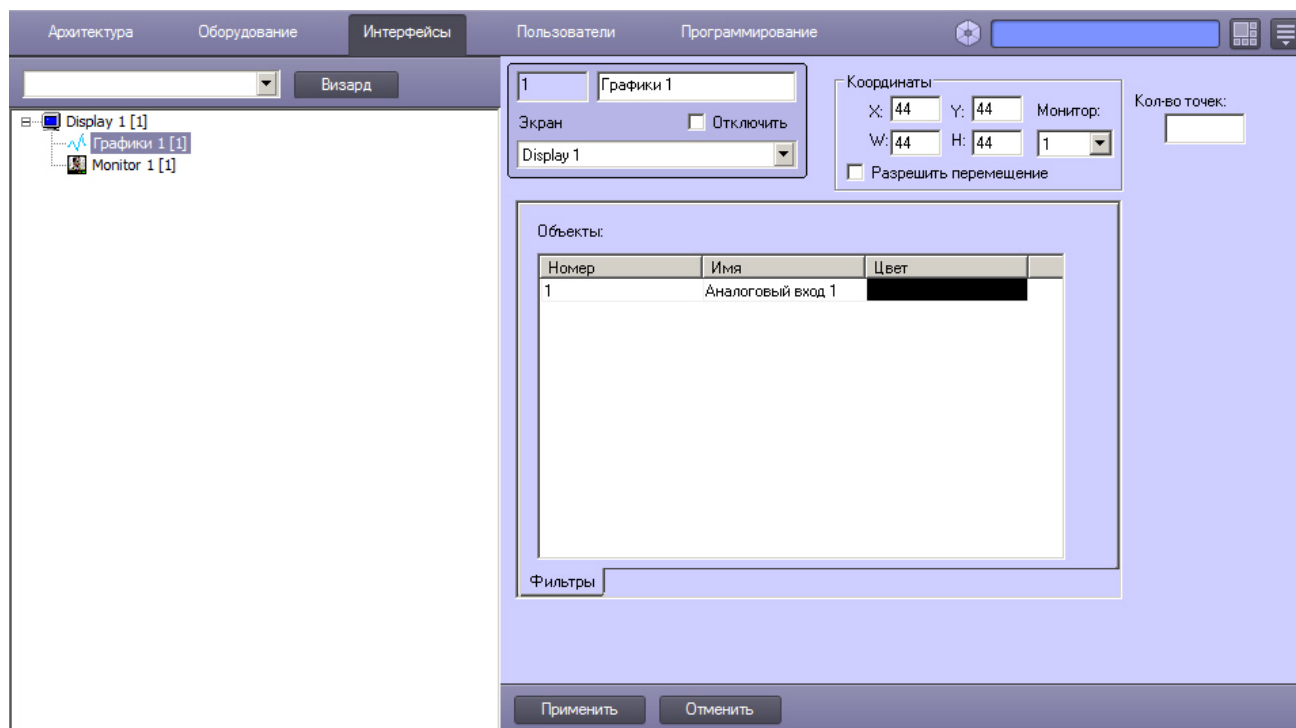 Архитектура Оборудование Интерфейсы Пользователи Программирование
Визард
Display 1 [1]
Графики 1 [1]
Monitor 1 [1]
1 Графики 1
Экран Отключить
Display 1
Координаты
X: 44 Y: 44 Монитор:
W: 44 H: 44 1
Разрешить перемещение
Кол-во точек:
Объекты:
Номер Имя Цвет
1 Аналоговый вход 1
Фильтры
Применить Отменить